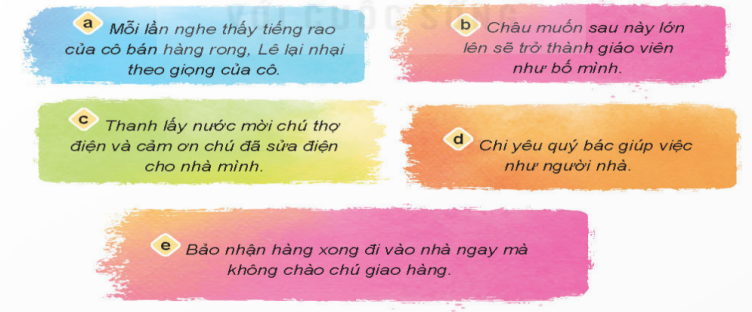 a Mỗi lần nghe thấy tiếng rao
của cô bán hàng rong, Lê lại nhại
theo giọng của cô.
b Châu muốn sau này lớn
lên sẽ trở thành giáo viên
như bố mình.
c Thanh lấy nước mời chú thợ
điện và cảm ơn chú đã sửa điện
cho nhà mình.
d Chi yêu quý bác giúp việc
như người nhà.
e Bảo nhận hàng xong đi vào nhà ngay mà
không chào chú giao hàng.